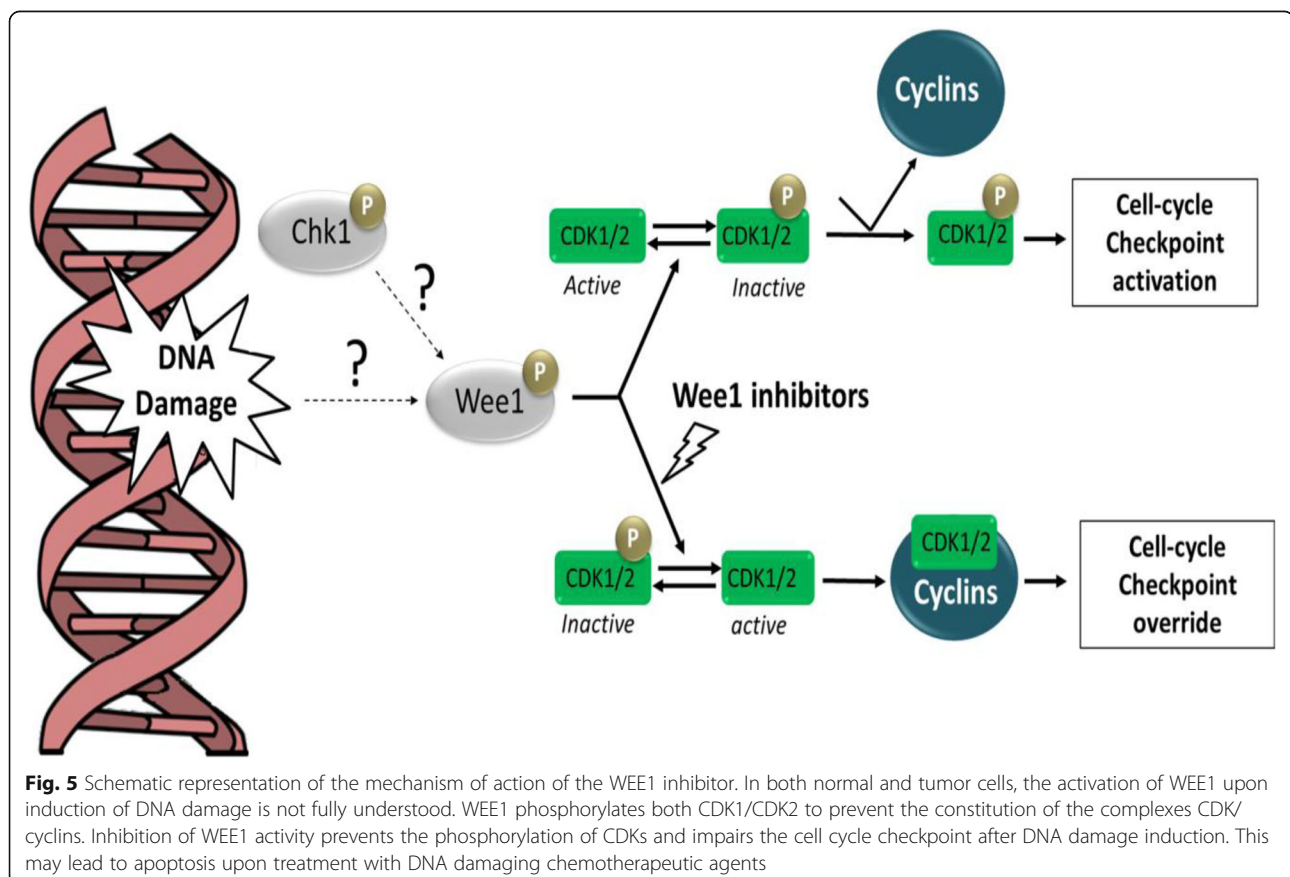 Cyclins
P
Chk1
P
CDK1/2
CDK1/2
P
CDK1/2
Active
Inactive
Cell-cycle
Checkpoint
activation
?
?
DNA
Damage
P
Wee1
Wee1 inhibitors
P
CDK1/2
CDK1/2
Inactive
active
CDK1/2
Cyclins
Cell-cycle
Checkpoint
override
Fig. 5 Schematic representation of the mechanism of action of the WEE1 inhibitor. In both normal and tumor cells, the activation of WEE1 upon
induction of DNA damage is not fully understood. WEE1 phosphorylates both CDK1/CDK2 to prevent the constitution of the complexes CDK/
cyclins. Inhibition of WEE1 activity prevents the phosphorylation of CDKs and impairs the cell cycle checkpoint after DNA damage induction. This
may lead to apoptosis upon treatment with DNA damaging chemotherapeutic agents